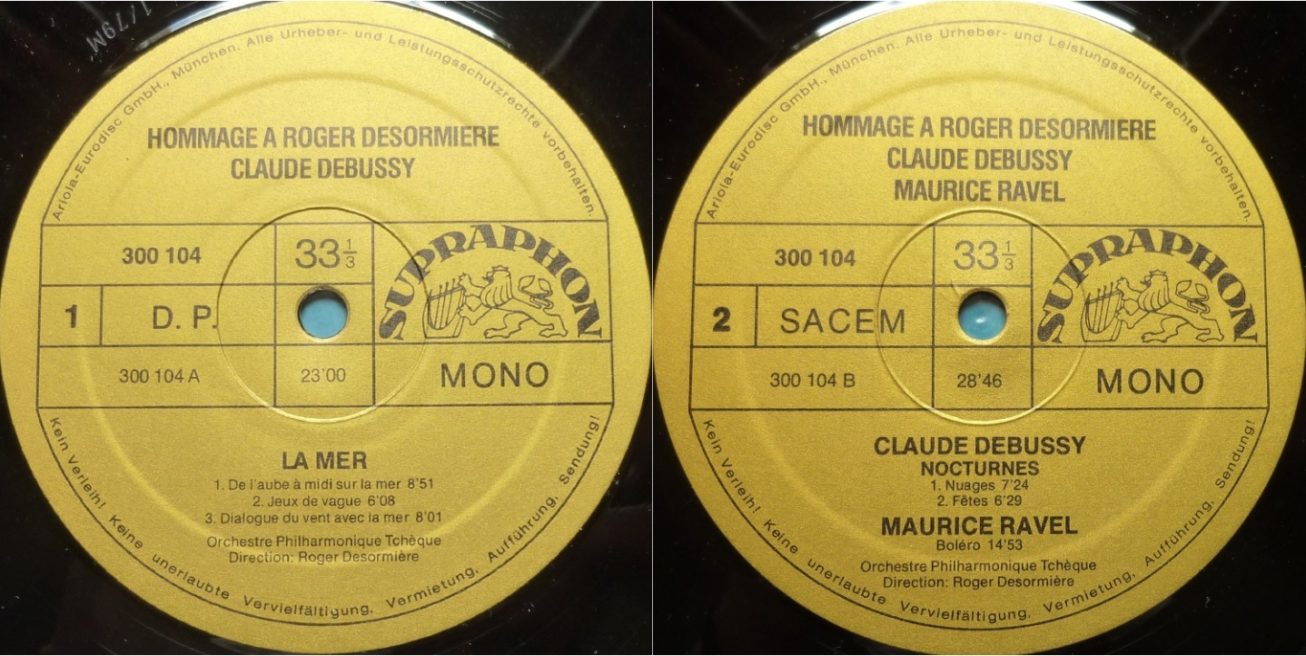 1/79M
Ariola-Eurodisc GmbH., München. Alle Urheber- und Leistungsschutzrechte vorbehalten.
HOMMAGE A ROGER DESORMIERE
CLAUDE DEBUSSY
300 104
33 1/3
SUPRAPHON
1
D. P.
300 104 A
23'00
MONO
LA MER
1. De l'aube à midi sur la mer 8'51
2. Jeux de vague 6'08
3. Dialogue du vent avec la mer 8'01
Orchestre Philharmonique Tchèque
Direction: Roger Desormière
Kein Verleih! Keine unerlaubte Vervielfältigung, Vermietung, Aufführung, Sendung!
Ariola-Eurodisc GmbH., München. Alle Urheber- und Leistungsschutzrechte vorbehalten.
HOMMAGE A ROGER DESORMIERE
CLAUDE DEBUSSY
MAURICE RAVEL
300 104
33 1/3
SUPRAPHON
2
SACEM
300 104 B
28'46
MONO
CLAUDE DEBUSSY
NOCTURNES
1. Nuages 7'24
2. Fêtes 6'29
MAURICE RAVEL
Boléro 14'53
Orchestre Philharmonique Tchèque
Direction: Roger Desormière
Kein Verleih! Keine unerlaubte Vervielfältigung, Vermietung, Aufführung, Sendung!